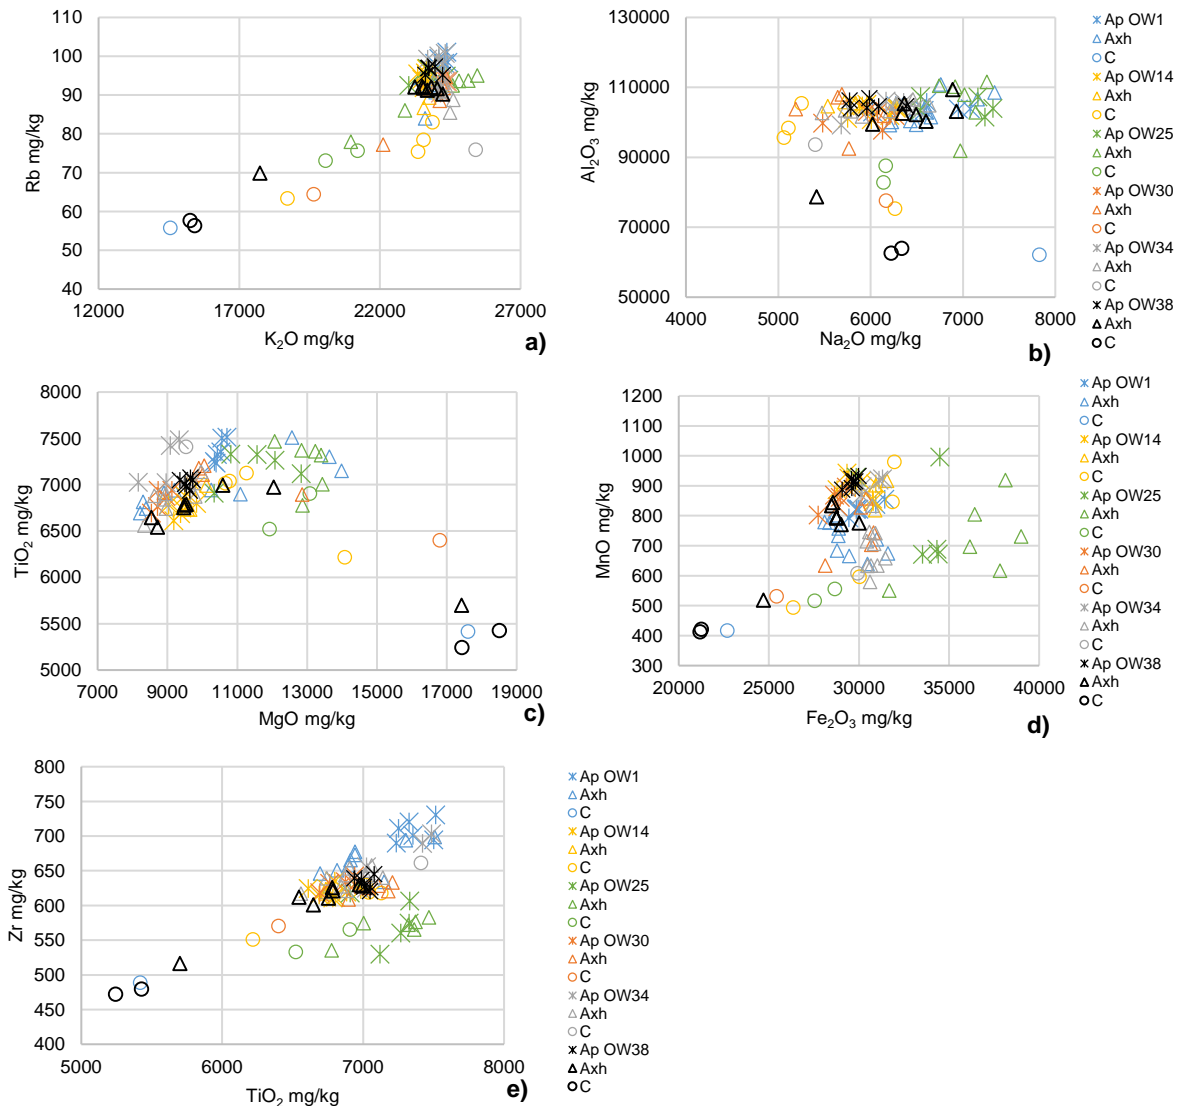 110
100
90
80
70
60
50
40
Rb mg/kg
12000 17000 22000 27000
K2O mg/kg
a)
130000
110000
90000
70000
50000
Al2O3 mg/kg
4000 5000 6000 7000 8000
Na2O mg/kg
b)
Ap OW1
Axh
C
Ap OW14
Axh
C
Ap OW25
Axh
C
Ap OW30
Axh
C
Ap OW34
Axh
C
Ap OW38
Axh
C
8000
7500
7000
6500
6000
5500
5000
TiO2 mg/kg
7000 9000 11000 13000 15000 17000 19000
MgO mg/kg
c)
1200
1100
1000
900
800
700
600
500
400
300
MnO mg/kg
20000 25000 30000 35000 40000
Fe2O3 mg/kg
d)
Ap OW1
Axh
C
Ap OW14
Axh
C
Ap OW25
Axh
C
Ap OW30
Axh
C
Ap OW34
Axh
C
Ap OW38
Axh
C
800
750
700
650
600
550
500
450
400
Zr mg/kg
5000 6000 7000 8000
TiO2 mg/kg
e)
Ap OW1
Axh
C
Ap OW14
Axh
C
Ap OW25
Axh
C
Ap OW30
Axh
C
Ap OW34
Axh
C
Ap OW38
Axh
C